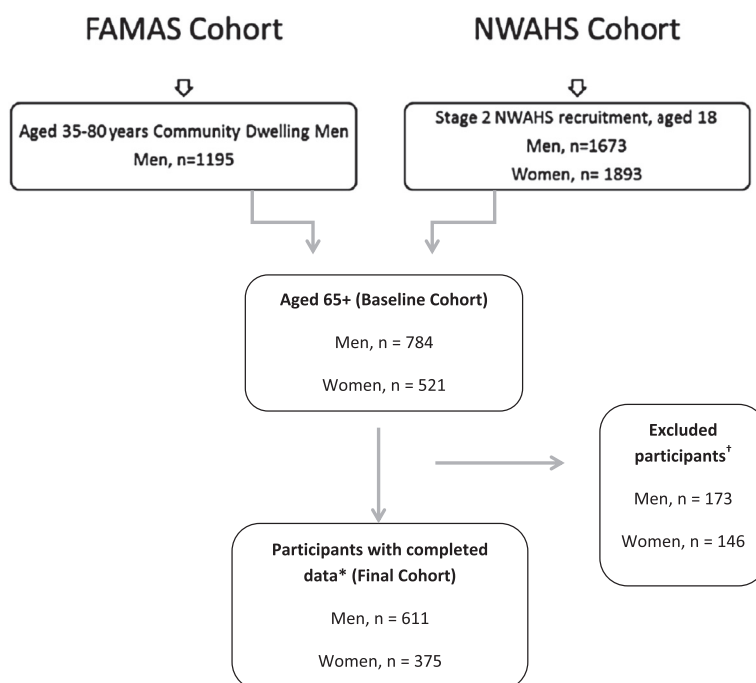 FAMAS Cohort
NWAHS Cohort
Aged 35-80 years Community Dwelling Men
Men, n=1195
Stage 2 NWAHS recruitment, aged 18
Men, n=1673
Women, n= 1893
Aged 65+ (Baseline Cohort)
Men, n = 784
Women, n = 521
Excluded
participants†
Men, n = 173
Women, n = 146
Participants with completed
data* (Final Cohort)
Men, n = 611
Women, n = 375